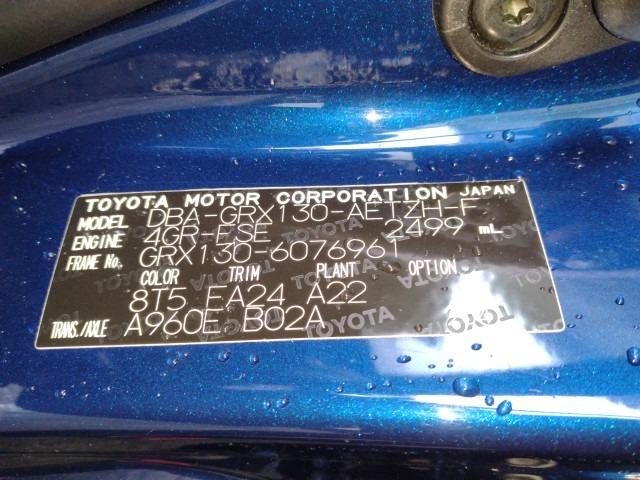 TOYOTA MOTOR CORPORATION JAPAN
MODEL DBA-GRX130-AETZH-F
ENGINE 4GR-FSE 2499 mL
FRAME No. GRX130-6076961
COLOR TRIM PLANT OPTION
8T5 EA24 A22
TRANS./AXLE A960E B02A